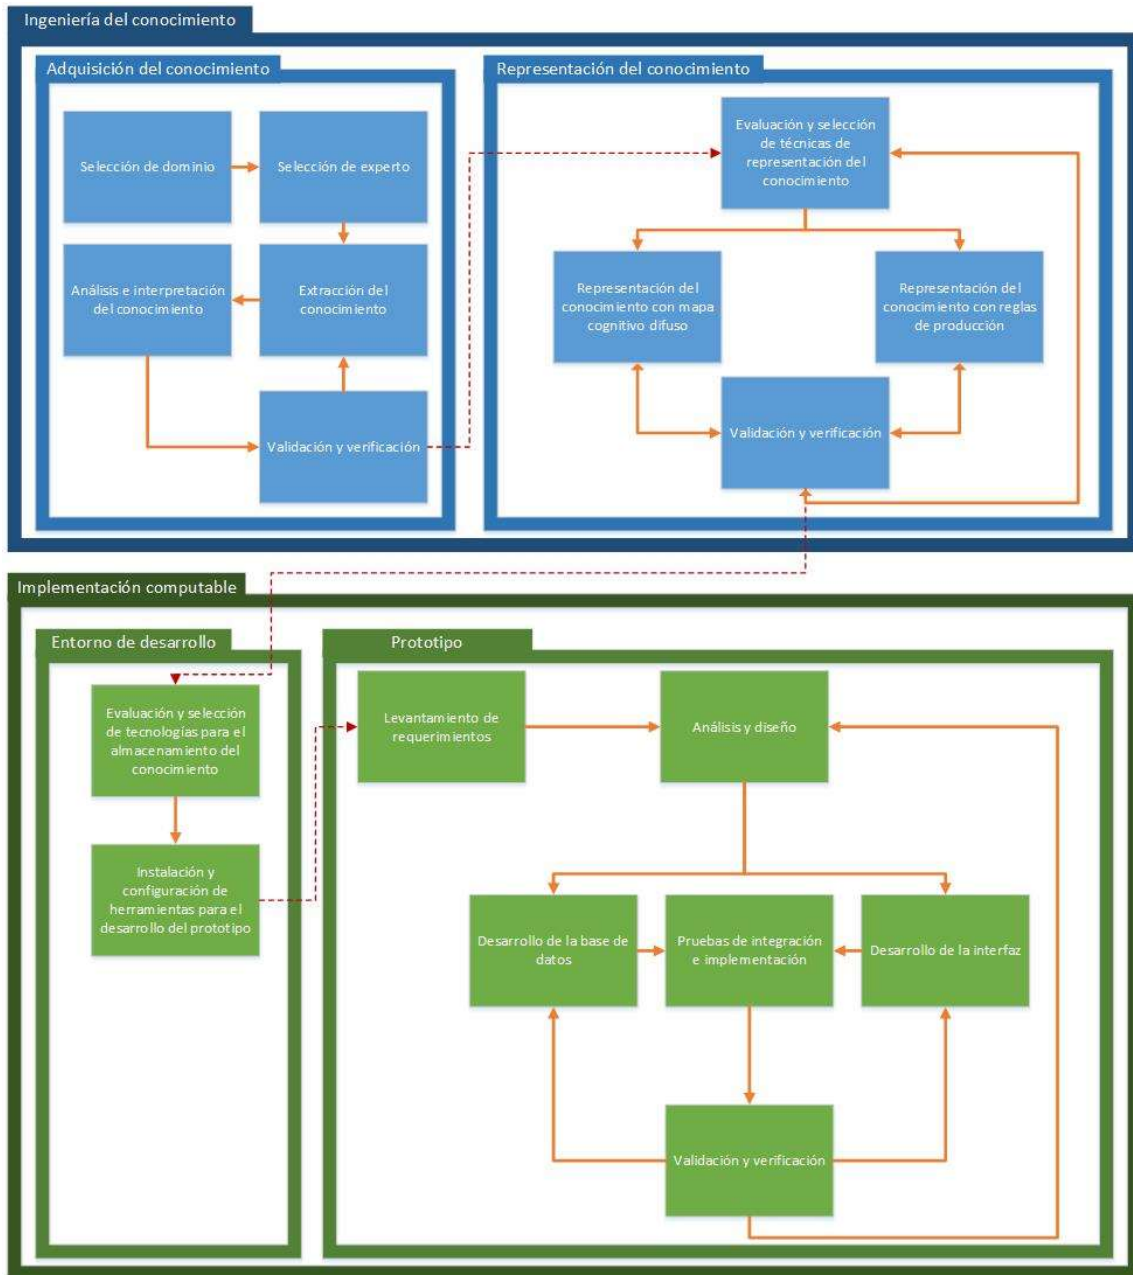 Ingeniería del conocimiento
Adquisición del conocimiento
Selección de dominio
Selección de experto
Análisis e interpretación
del conocimiento
Extracción del
conocimiento
Validación y verificación
Representación del conocimiento
Evaluación y selección
de técnicas de
representación del
conocimiento
Representación del
conocimiento con mapa
cognitivo difuso
Representación del
conocimiento con reglas
de producción
Validación y verificación
Implementación computable
Entorno de desarrollo
Evaluación y selección
de tecnologías para el
almacenamiento del
conocimiento
Instalación y
configuración de
herramientas para el
desarrollo del prototipo
Prototipo
Levantamiento de
requerimientos
Análisis y diseño
Desarrollo de la base de
datos
Pruebas de integración
e implementación
Desarrollo de la interfaz
Validación y verificación